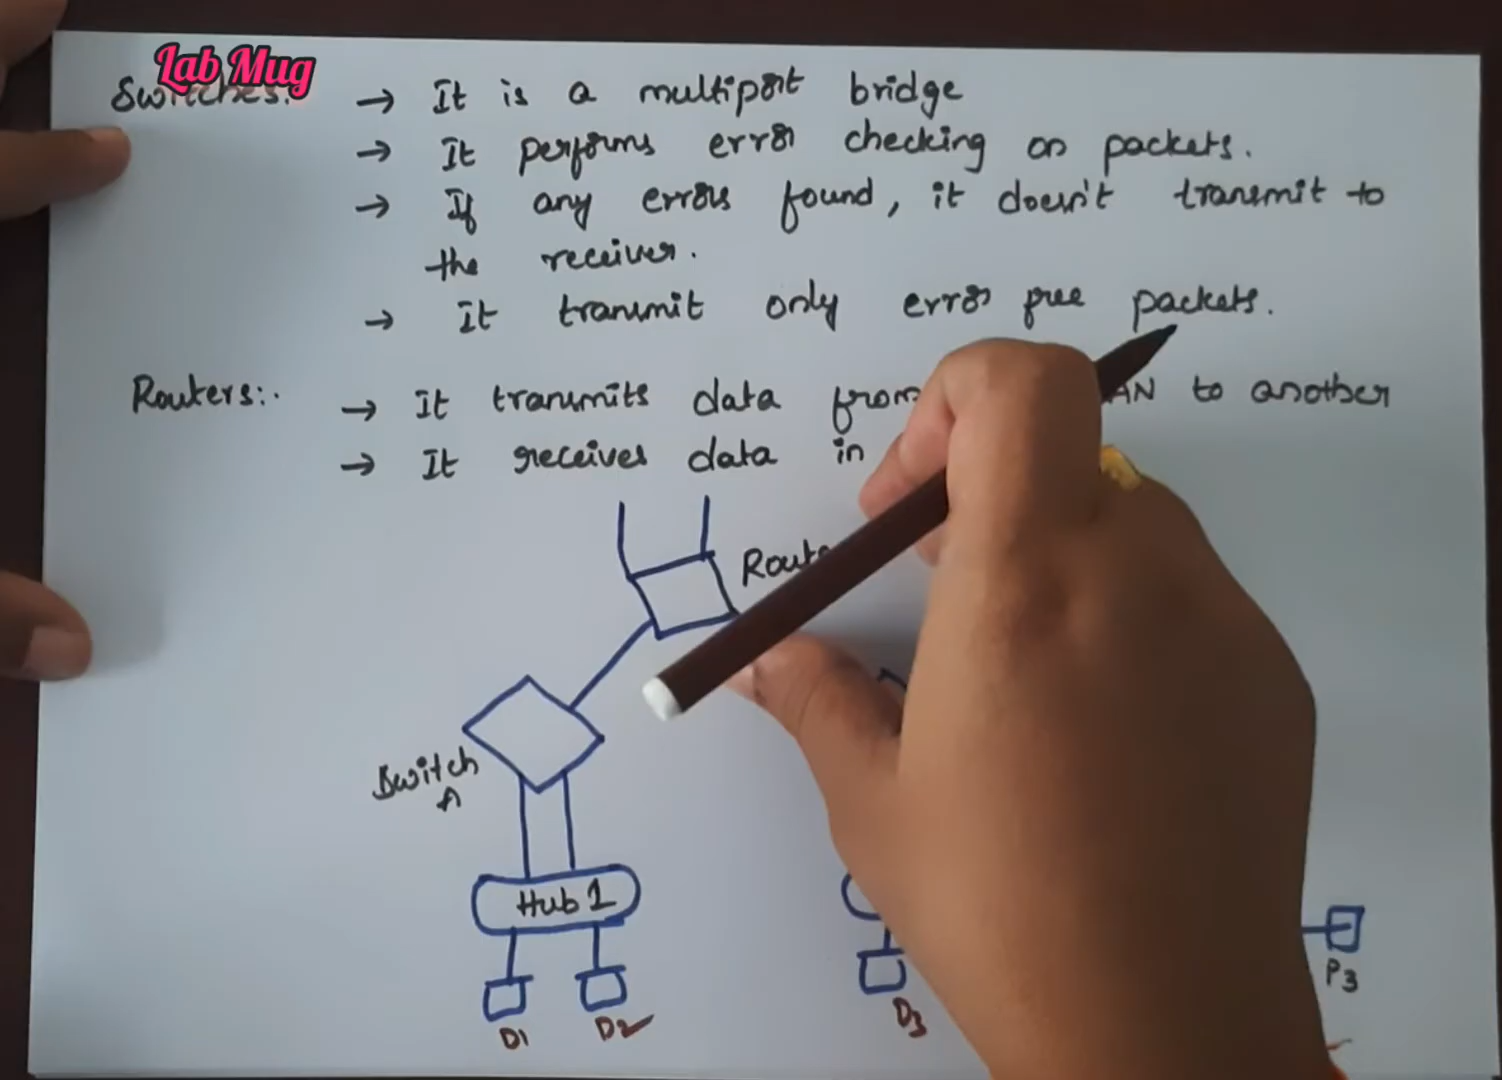 Lab Mug
Switches: → It is a multiport bridge
→ It performs error checking on packets.
→ If any errors found, it doesn't transmit to
the receiver.
→ It transmit only error free packets.
Routers:- → It transmits data from AN to another
→ It receives data in
Switch
A
Hub 1
D1
D2
D3
P3